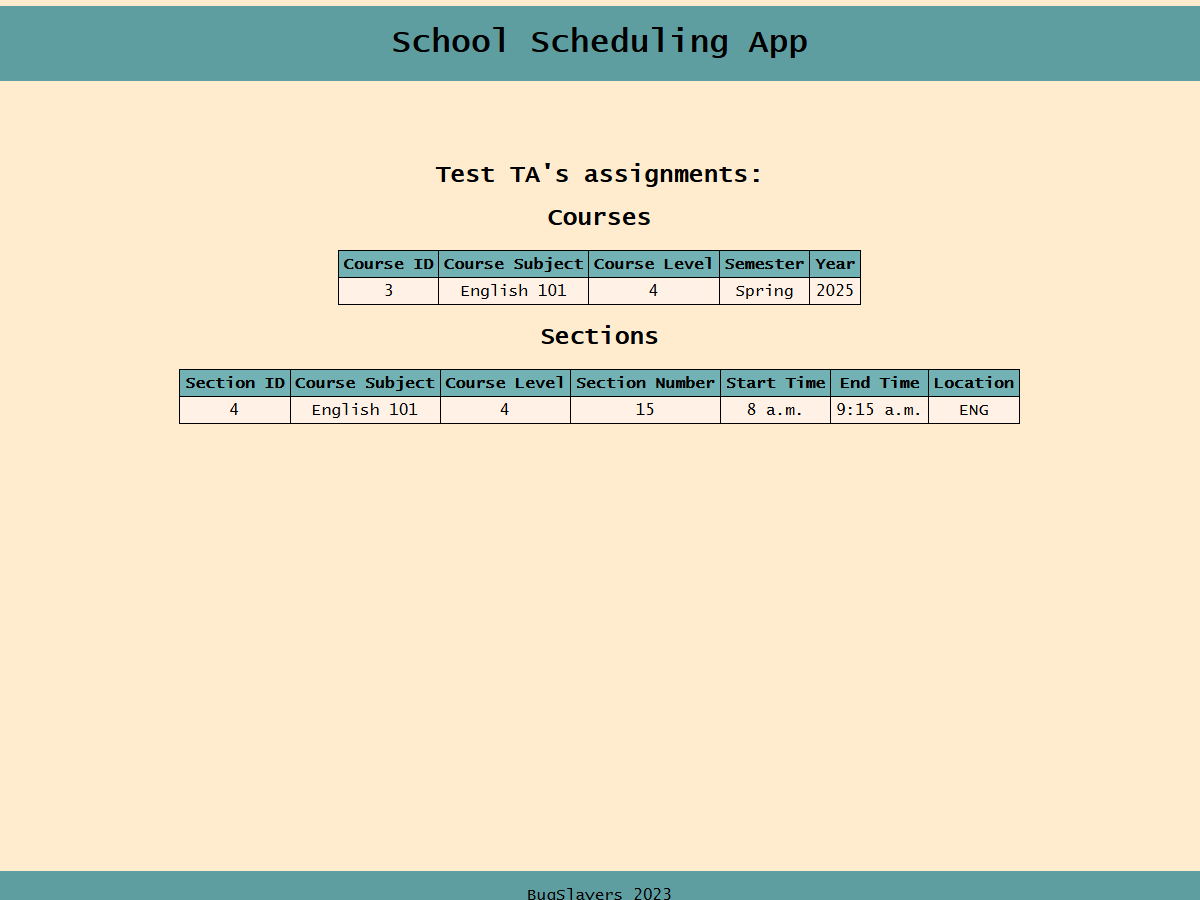 School Scheduling App
Test TA's assignments:
Courses
Course ID Course Subject Course Level Semester Year
3 English 101 4 Spring 2025
Sections
Section ID Course Subject Course Level Section Number Start Time End Time Location
4 English 101 4 15 8 a.m. 9:15 a.m. ENG
BugSlayers 2023